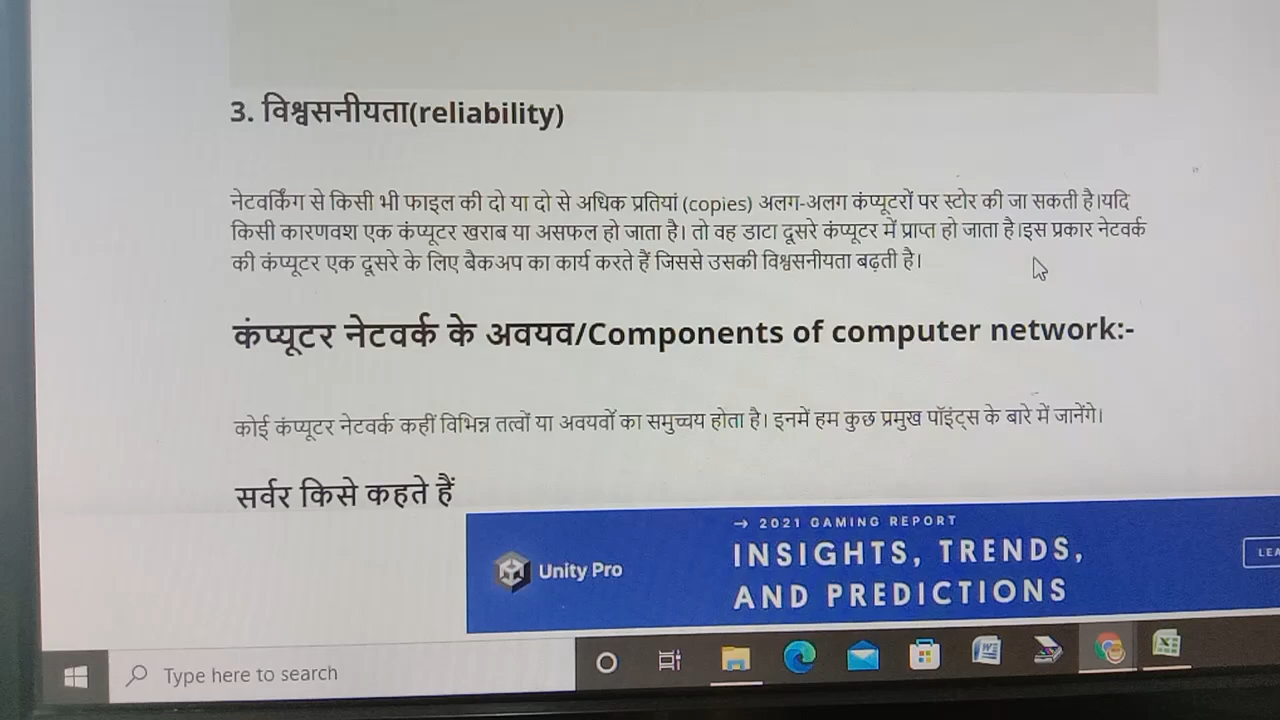 3. विश्वसनीयता(reliability)
नेटवर्किंग से किसी भी फाइल की दो या दो से अधिक प्रतियां (copies) अलग-अलग कंप्यूटरों पर स्टोर की जा सकती है।यदि
किसी कारणवश एक कंप्यूटर खराब या असफल हो जाता है। तो वह डाटा दूसरे कंप्यूटर में प्राप्त हो जाता है।इस प्रकार नेटवर्क
की कंप्यूटर एक दूसरे के लिए बैकअप का कार्य करते हैं जिससे उसकी विश्वसनीयता बढ़ती है।
कंप्यूटर नेटवर्क के अवयव/Components of computer network:-
कोई कंप्यूटर नेटवर्क कहीं विभिन्न तत्वों या अवयवों का समुच्चय होता है। इनमें हम कुछ प्रमुख पॉइंट्स के बारे में जानेंगे।
सर्वर किसे कहते हैं
→ 2021 GAMING REPORT
Unity Pro
INSIGHTS, TRENDS,
AND PREDICTIONS
LEA
Type here to search